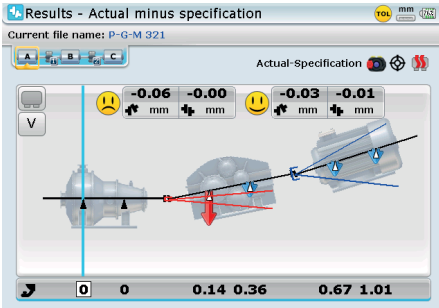 Results - Actual minus specification TOL mm 76%
Current file name: P-G-M 321
A B C
Actual-Specification
-0.06 -0.00 -0.03 -0.01
mm mm mm mm
V
0 0 0.14 0.36 0.67 1.01